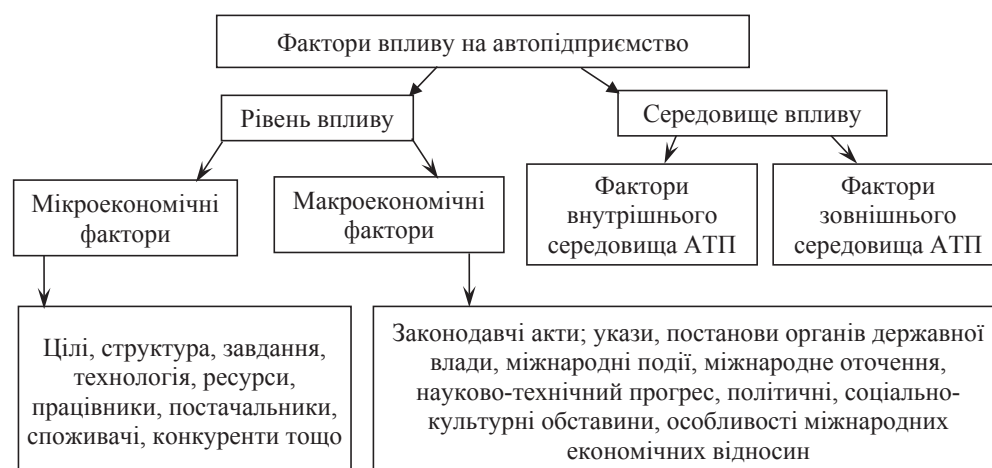 Фактори впливу на автопідприємство
Рівень впливу
Середовище впливу
Мікроекономічні
фактори
Макроекономічні
фактори
Фактори
внутрішнього
середовища АТП
Фактори
зовнішнього
середовища АТП
Цілі, структура, завдання,
технологія, ресурси,
працівники, постачальники,
споживачі, конкуренти тощо
Законодавчі акти; укази, постанови органів державної
влади, міжнародні події, міжнародне оточення,
науково-технічний прогрес, політичні, соціально-
культурні обставини, особливості міжнародних
економічних відносин